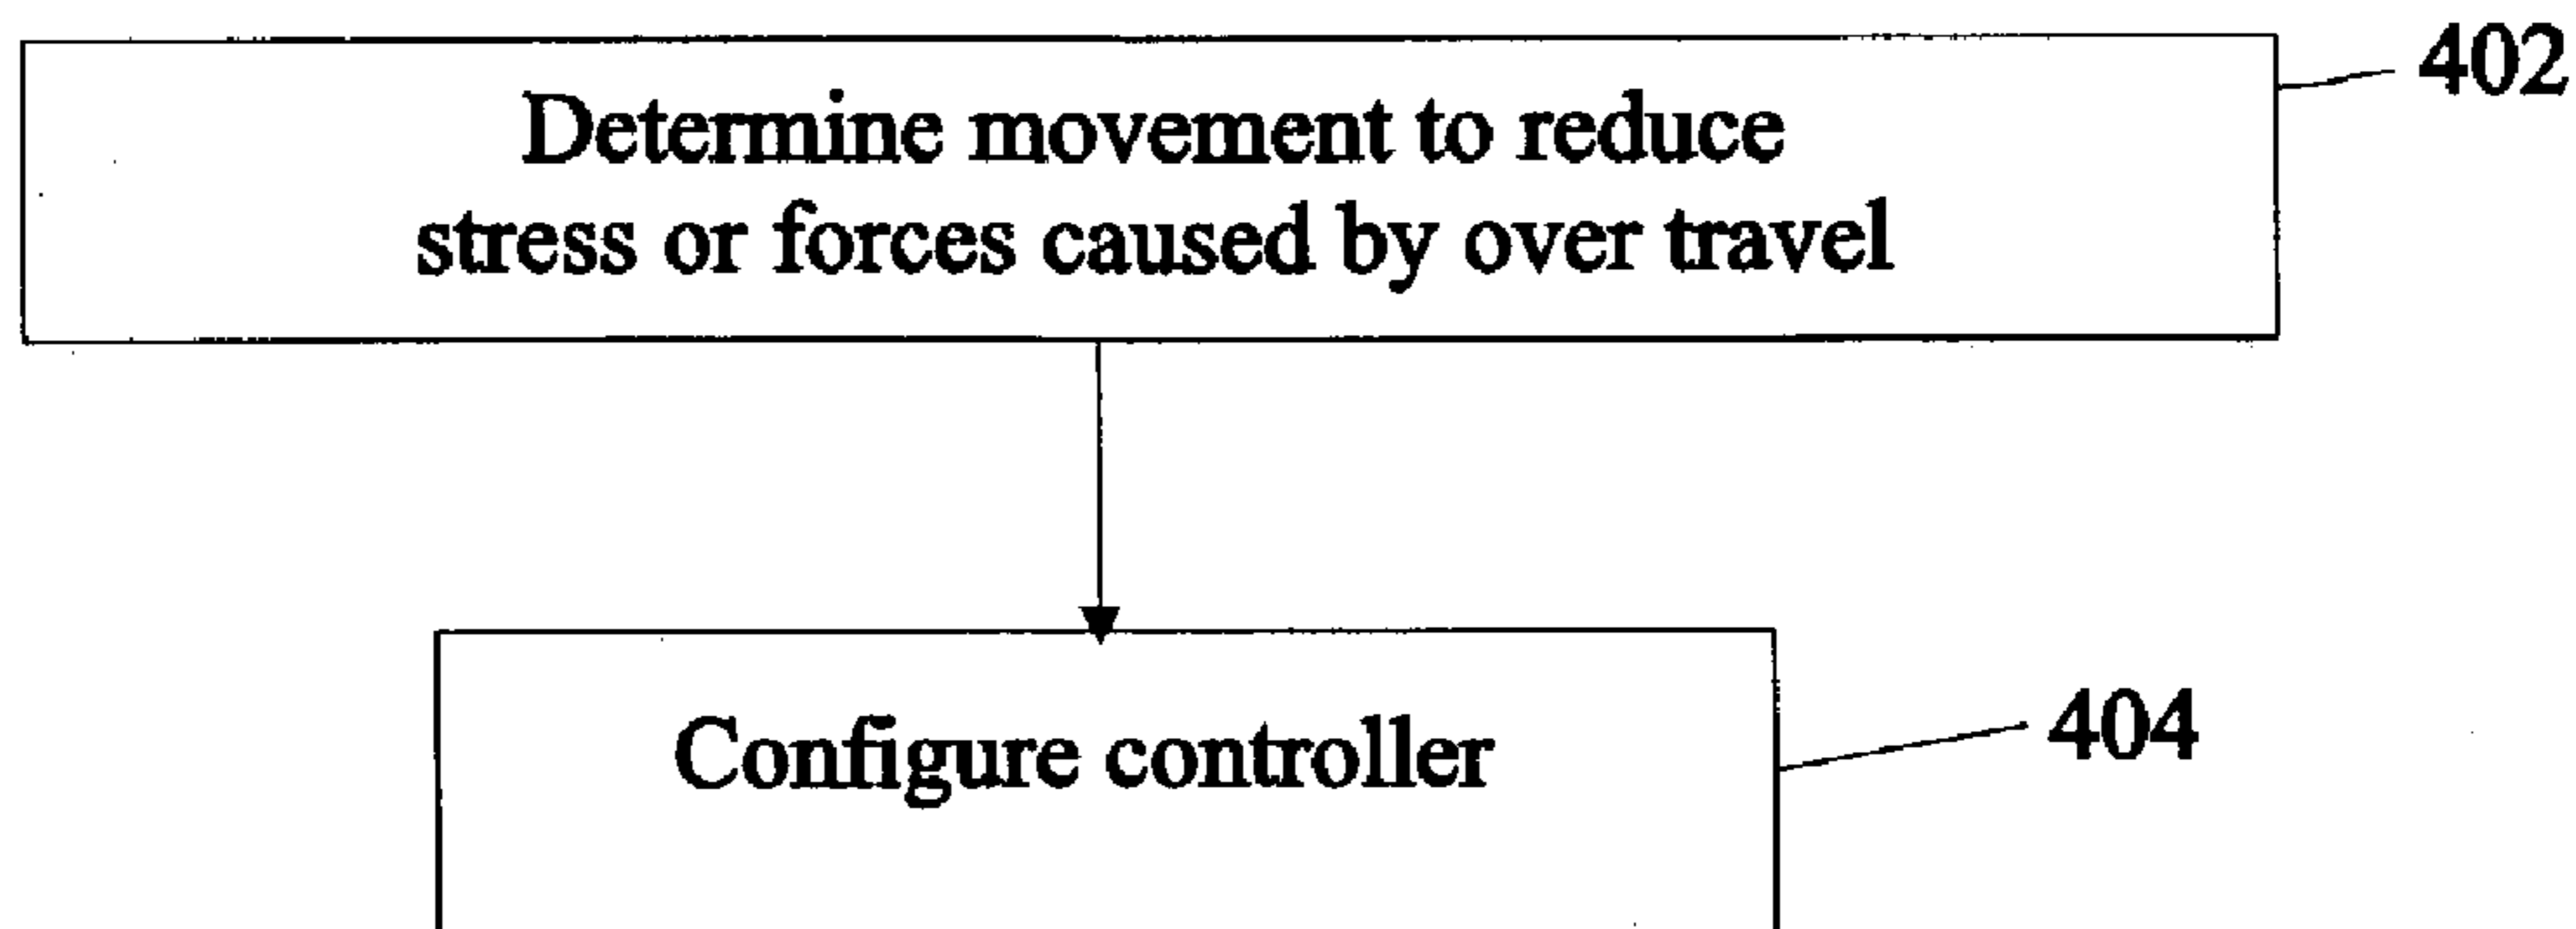 402
Determine movement to reduce
stress or forces caused by over travel
Configure controller
404